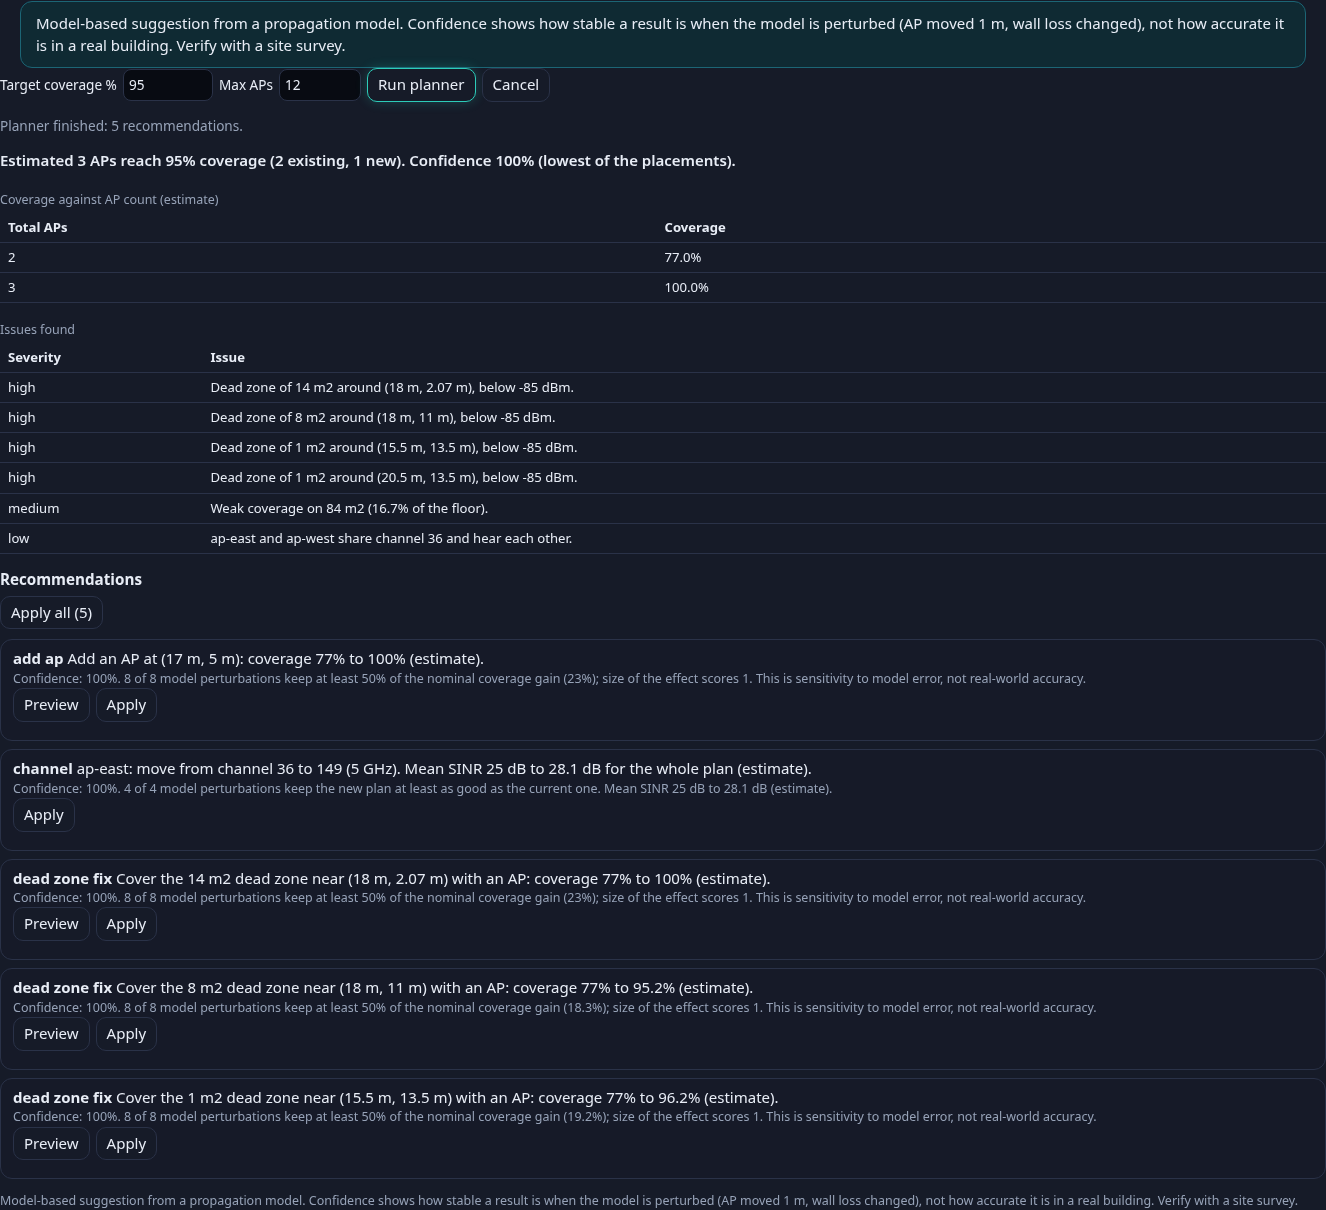 Model-based suggestion from a propagation model. Confidence shows how stable a result is when the model is perturbed (AP moved 1 m, wall loss changed), not how accurate it
is in a real building. Verify with a site survey.
Target coverage % 95 Max APs 12 Run planner Cancel
Planner finished: 5 recommendations.
Estimated 3 APs reach 95% coverage (2 existing, 1 new). Confidence 100% (lowest of the placements).
Coverage against AP count (estimate)
Total APs Coverage
2 77.0%
3 100.0%
Issues found
Severity Issue
high Dead zone of 14 m2 around (18 m, 2.07 m), below -85 dBm.
high Dead zone of 8 m2 around (18 m, 11 m), below -85 dBm.
high Dead zone of 1 m2 around (15.5 m, 13.5 m), below -85 dBm.
high Dead zone of 1 m2 around (20.5 m, 13.5 m), below -85 dBm.
medium Weak coverage on 84 m2 (16.7% of the floor).
low ap-east and ap-west share channel 36 and hear each other.
Recommendations
Apply all (5)
add ap Add an AP at (17 m, 5 m): coverage 77% to 100% (estimate).
Confidence: 100%. 8 of 8 model perturbations keep at least 50% of the nominal coverage gain (23%); size of the effect scores 1. This is sensitivity to model error, not real-world accuracy.
Preview Apply
channel ap-east: move from channel 36 to 149 (5 GHz). Mean SINR 25 dB to 28.1 dB for the whole plan (estimate).
Confidence: 100%. 4 of 4 model perturbations keep the new plan at least as good as the current one. Mean SINR 25 dB to 28.1 dB (estimate).
Apply
dead zone fix Cover the 14 m2 dead zone near (18 m, 2.07 m) with an AP: coverage 77% to 100% (estimate).
Confidence: 100%. 8 of 8 model perturbations keep at least 50% of the nominal coverage gain (23%); size of the effect scores 1. This is sensitivity to model error, not real-world accuracy.
Preview Apply
dead zone fix Cover the 8 m2 dead zone near (18 m, 11 m) with an AP: coverage 77% to 95.2% (estimate).
Confidence: 100%. 8 of 8 model perturbations keep at least 50% of the nominal coverage gain (18.3%); size of the effect scores 1. This is sensitivity to model error, not real-world accuracy.
Preview Apply
dead zone fix Cover the 1 m2 dead zone near (15.5 m, 13.5 m) with an AP: coverage 77% to 96.2% (estimate).
Confidence: 100%. 8 of 8 model perturbations keep at least 50% of the nominal coverage gain (19.2%); size of the effect scores 1. This is sensitivity to model error, not real-world accuracy.
Preview Apply
Model-based suggestion from a propagation model. Confidence shows how stable a result is when the model is perturbed (AP moved 1 m, wall loss changed), not how accurate it is in a real building. Verify with a site survey.